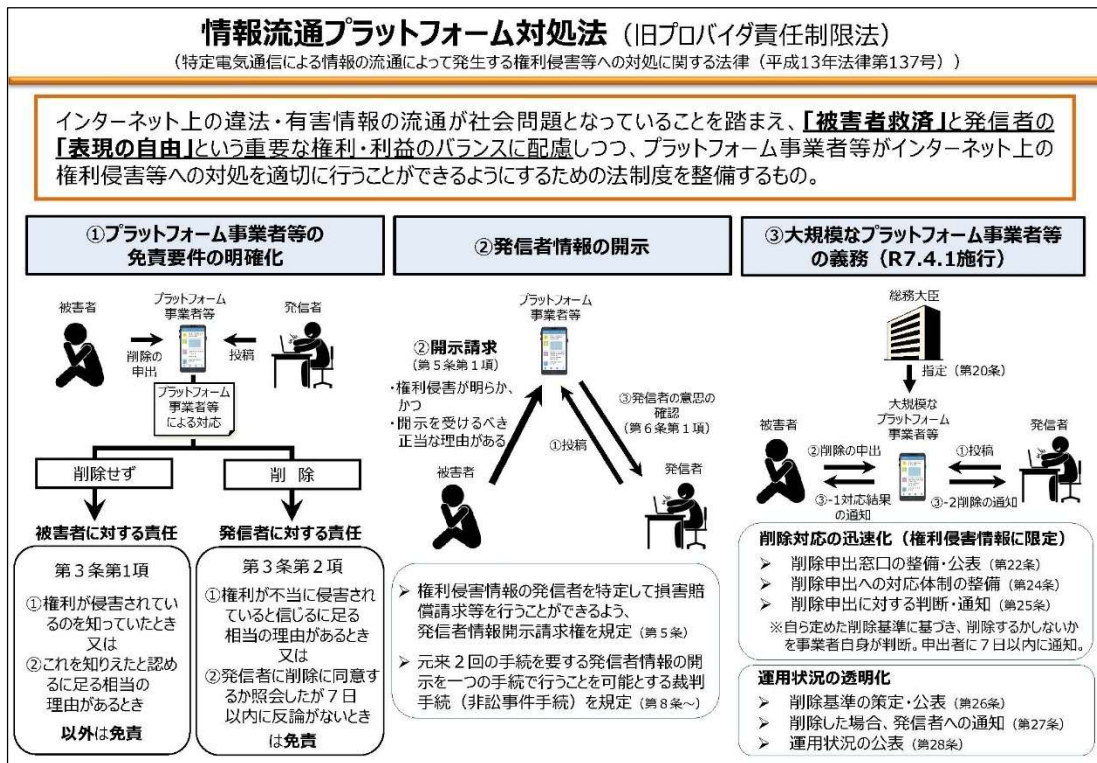 情報流通プラットフォーム対処法（旧プロバイダ責任制限法）
（特定電気通信による情報の流通によって発生する権利侵害等への対処に関する法律（平成13年法律第137号））
インターネット上の違法・有害情報の流通が社会問題となっていることを踏まえ、「被害者救済」と発信者の
「表現の自由」という重要な権利・利益のバランスに配慮しつつ、プラットフォーム事業者等がインターネット上の
権利侵害等への対処を適切に行うことができるようにするための法制度を整備するもの。
①プラットフォーム事業者等の
免責要件の明確化
被害者
プラットフォーム
事業者等
発信者
削除の
申出
投稿
プラットフォーム
事業者等
による対応
削除せず
削 除
被害者に対する責任
発信者に対する責任
第３条第1項
①権利が侵害されてい
るのを知っていたとき
又は
②これを知りえたと認め
るに足る相当の
理由があるとき
以外は免責
第３条第２項
①権利が不当に侵害され
ていると信じるに足る
相当の理由があるとき
又は
②発信者に削除に同意す
るか照会したが７日
以内に反論がないとき
は免責
②発信者情報の開示
プラットフォーム
事業者等
②開示請求
（第５条第１項）
・権利侵害が明らか、
かつ
・開示を受けるべき
正当な理由がある
③発信者の意思の
確認
（第６条第１項）
①投稿
被害者
発信者
➢ 権利侵害情報の発信者を特定して損害賠
償請求等を行うことができるよう、
発信者情報開示請求権を規定（第５条）
➢ 元来２回の手続を要する発信者情報の開
示を一つの手続で行うことを可能とする裁判
手続（非訟事件手続）を規定（第８条～）
③大規模なプラットフォーム事業者等
の義務（R7.4.1施行）
総務大臣
指定（第20条）
大規模な
プラットフォーム
事業者等
被害者
発信者
②削除の申出
①投稿
③-1対応結果
の通知
③-2削除の通知
削除対応の迅速化（権利侵害情報に限定）
➢ 削除申出窓口の整備・公表（第22条）
➢ 削除申出への対応体制の整備（第24条）
➢ 削除申出に対する判断・通知（第25条）
※自ら定めた削除基準に基づき、削除するかしないか
を事業者自身が判断。申出者に７日以内に通知。
運用状況の透明化
➢ 削除基準の策定・公表（第26条）
➢ 削除した場合、発信者への通知（第27条）
➢ 運用状況の公表（第28条）